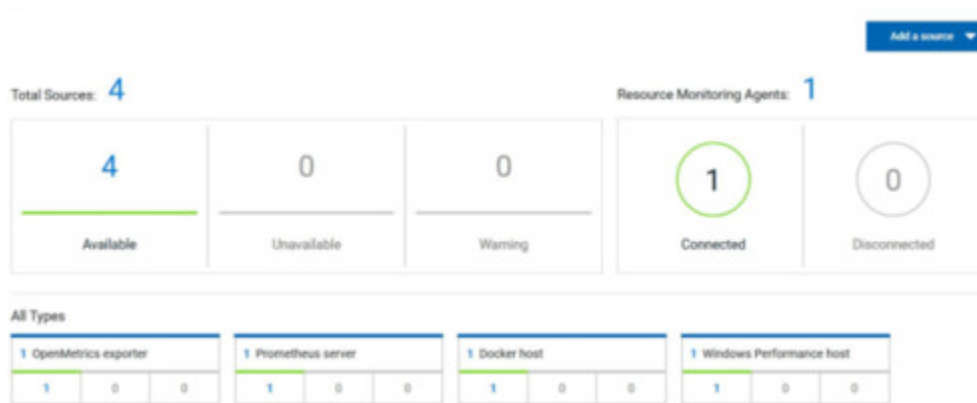 Add a source
Total Sources: 4
Resource Monitoring Agents: 1
4
0
0
1
0
Available
Unavailable
Warning
Connected
Disconnected
All Types
1 OpenMetrics exporter
1 Prometheus server
1 Docker host
1 Windows Performance host
1 0 0
1 0 0
1 0 0
1 0 0